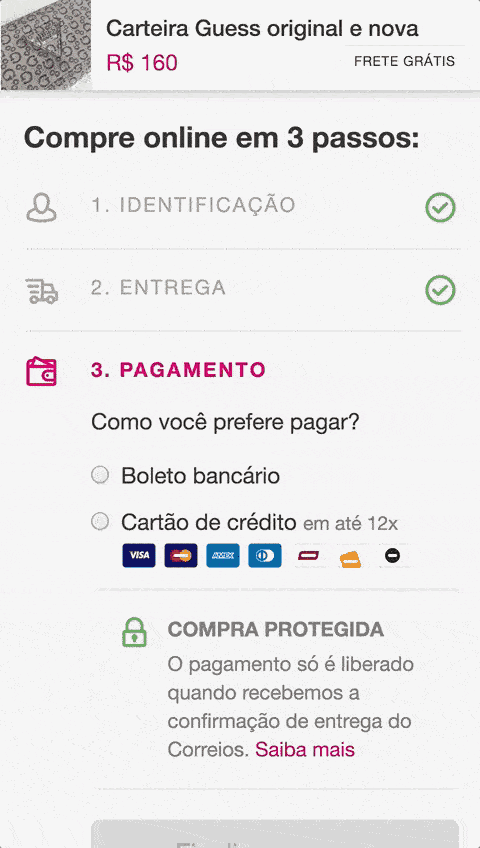 Carteira Guess original e nova
R$ 160
FRETE GRÁTIS
Compre online em 3 passos:
1. IDENTIFICAÇÃO
2. ENTREGA
3. PAGAMENTO
Como você prefere pagar?
Boleto bancário
Cartão de crédito em até 12x
VISA
COMPRA PROTEGIDA
O pagamento só é liberado
quando recebemos a
confirmação de entrega do
Correios. Saiba mais